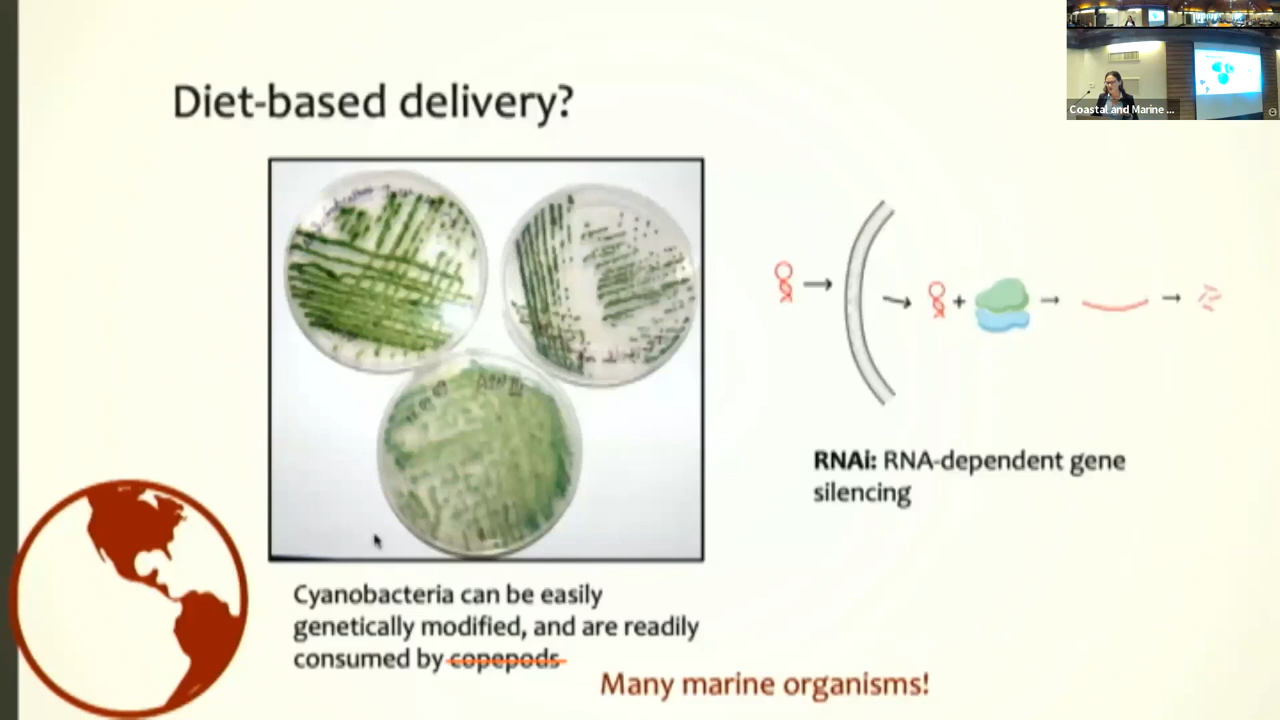 Coastal and Marine ...
Diet-based delivery?
+
RNAi: RNA-dependent gene
silencing
Cyanobacteria can be easily
genetically modified, and are readily
consumed by copepods
Many marine organisms!